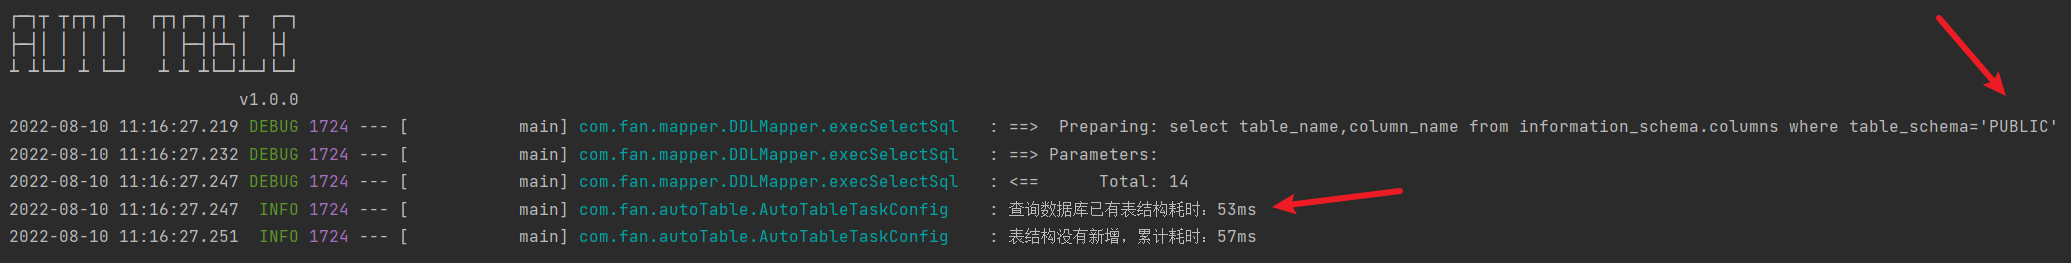 AUTO TABLE
v1.0.0
2022-08-10 11:16:27.219 DEBUG 1724 --- [           main] com.fan.mapper.DDLMapper.execSelectSql   : ==>  Preparing: select table_name,column_name from information_schema.columns where table_schema='PUBLIC'
2022-08-10 11:16:27.232 DEBUG 1724 --- [           main] com.fan.mapper.DDLMapper.execSelectSql   : ==> Parameters:
2022-08-10 11:16:27.247 DEBUG 1724 --- [           main] com.fan.mapper.DDLMapper.execSelectSql   : <==      Total: 14
2022-08-10 11:16:27.247  INFO 1724 --- [           main] com.fan.autoTable.AutoTableTaskConfig    : 查询数据库已有表结构耗时：53ms
2022-08-10 11:16:27.251  INFO 1724 --- [           main] com.fan.autoTable.AutoTableTaskConfig    : 表结构没有新增，累计耗时：57ms